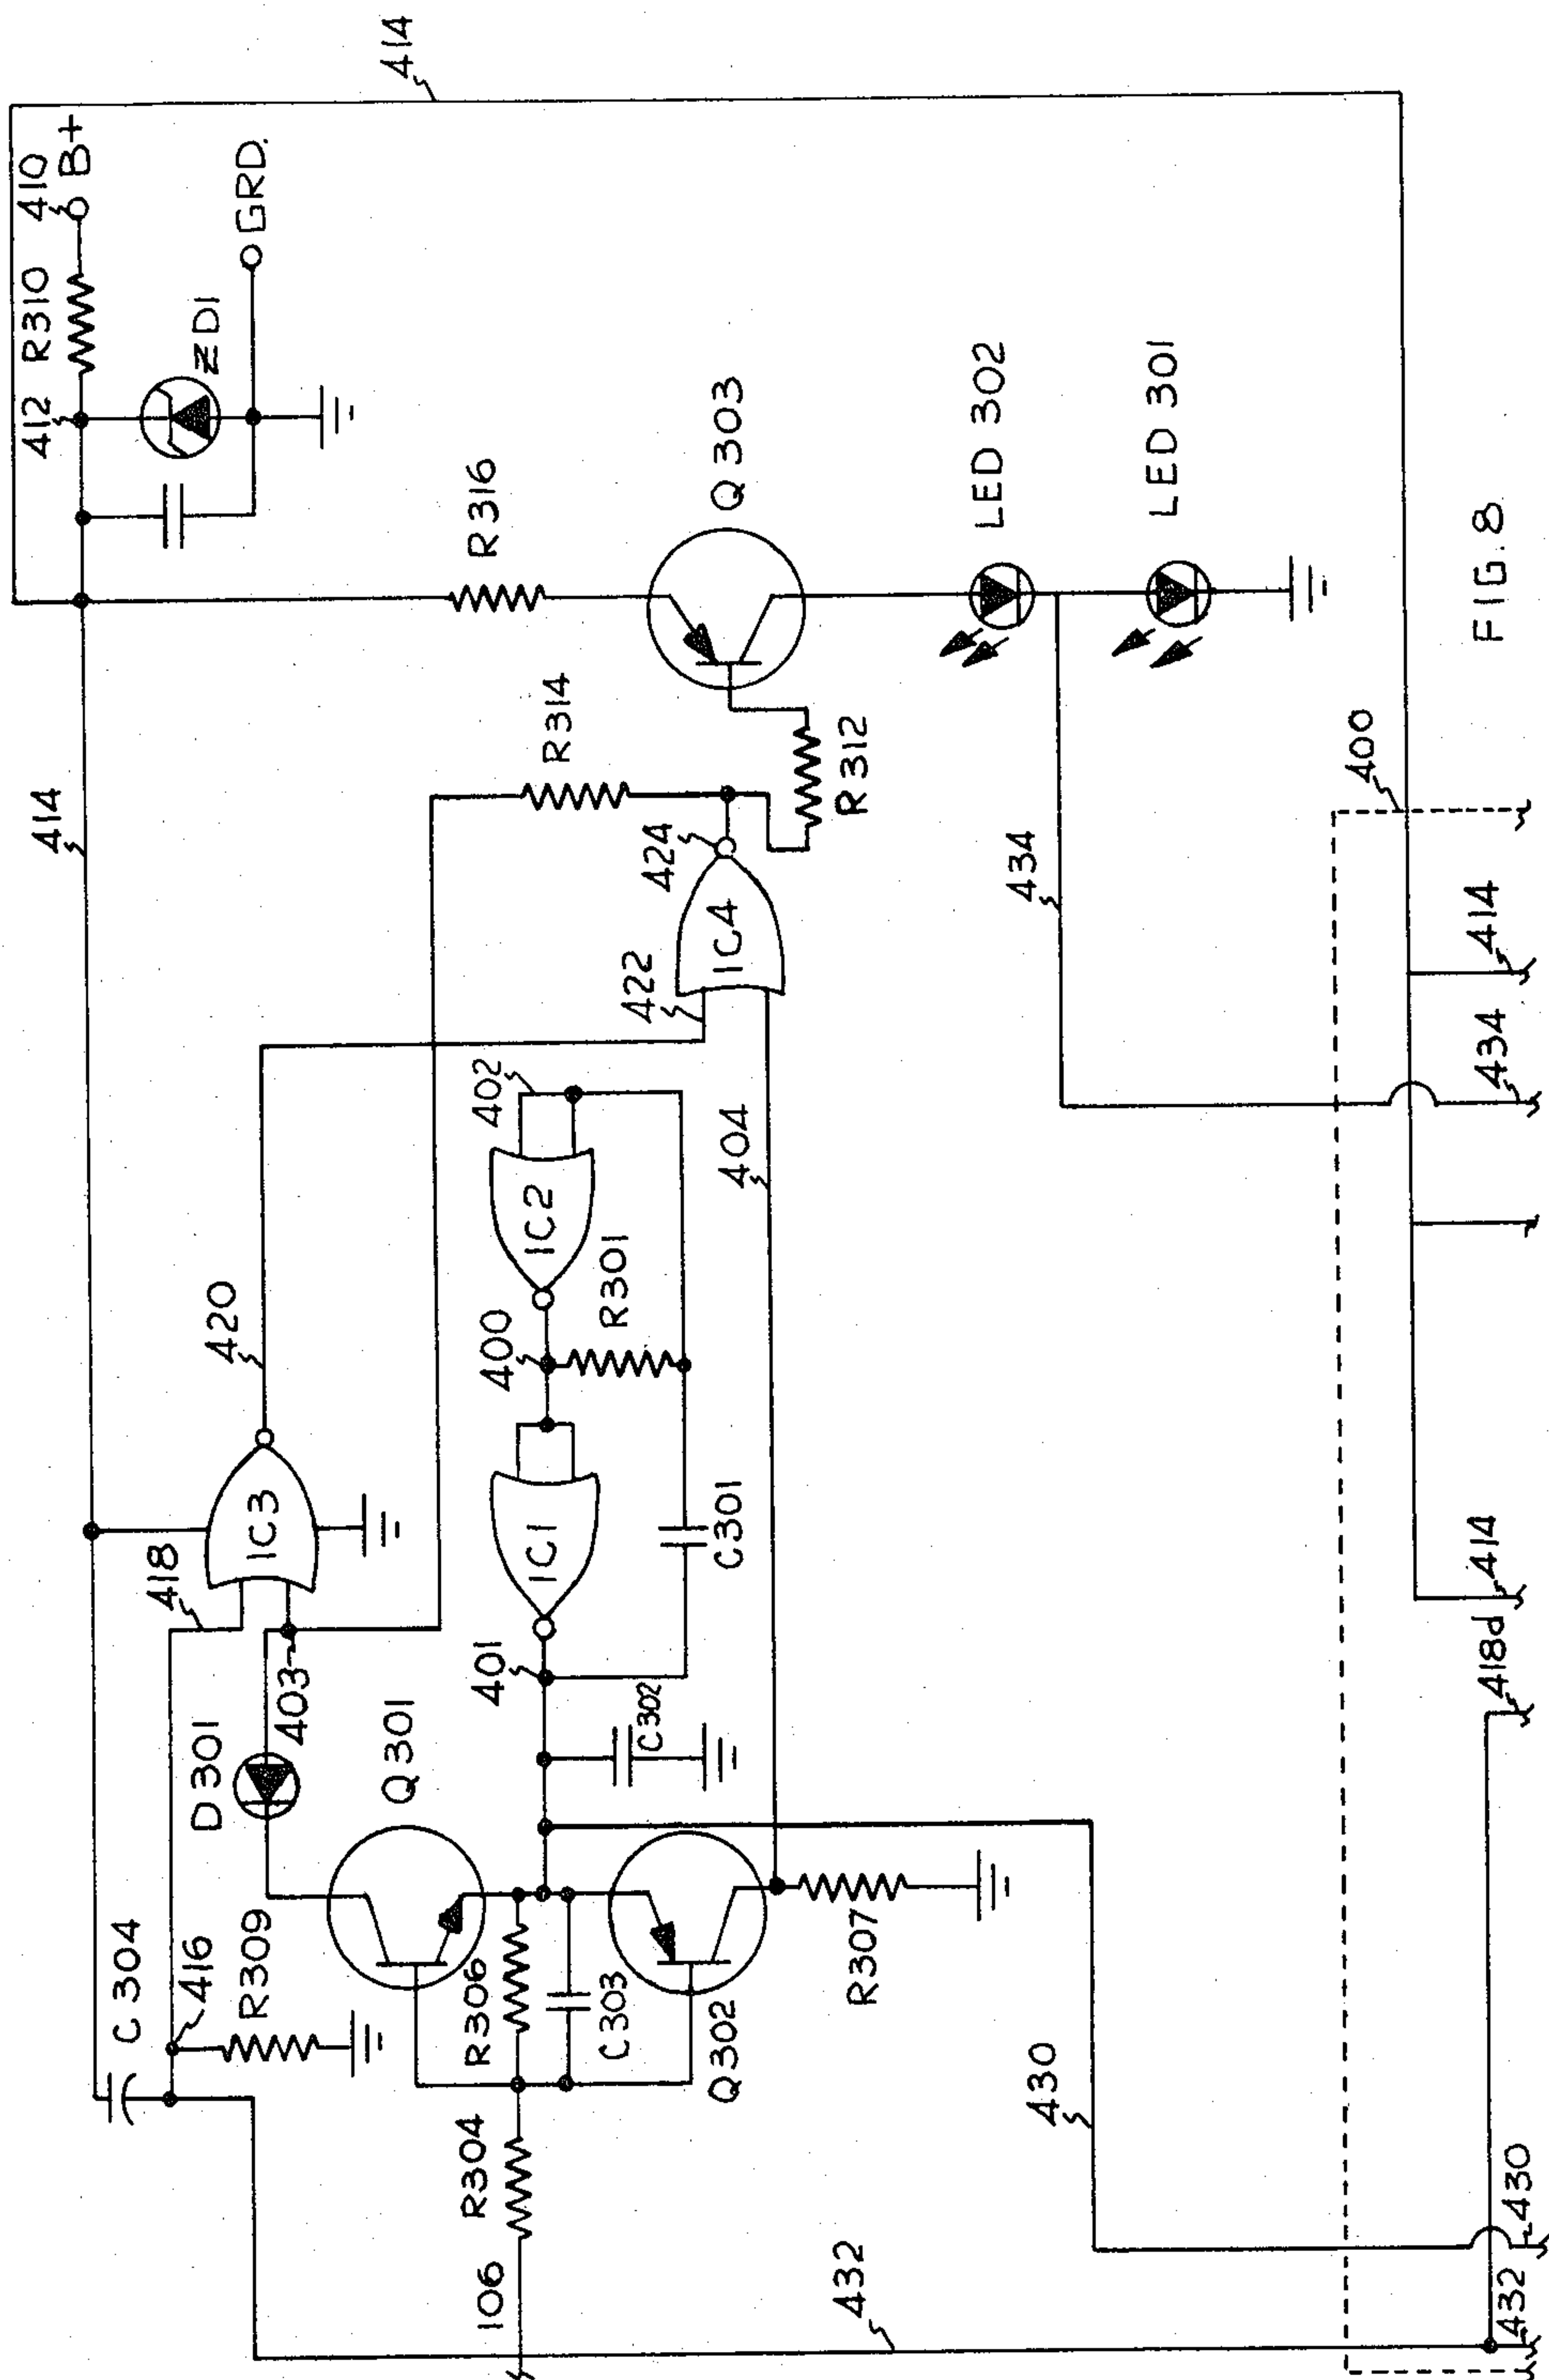 414
410
B+
412
R310
ZD1
GRD.
414
R316
Q303
C304
418
416
R309
D301
403
IC3
420
R314
422
424
IC4
R312
LED 302
LED 301
Q301
401
IC1
400
IC2
402
R301
C301
C302
404
106
R304
R306
C303
Q302
R307
430
432
434
400
432
430
418d
414
434
414
FIG. 8